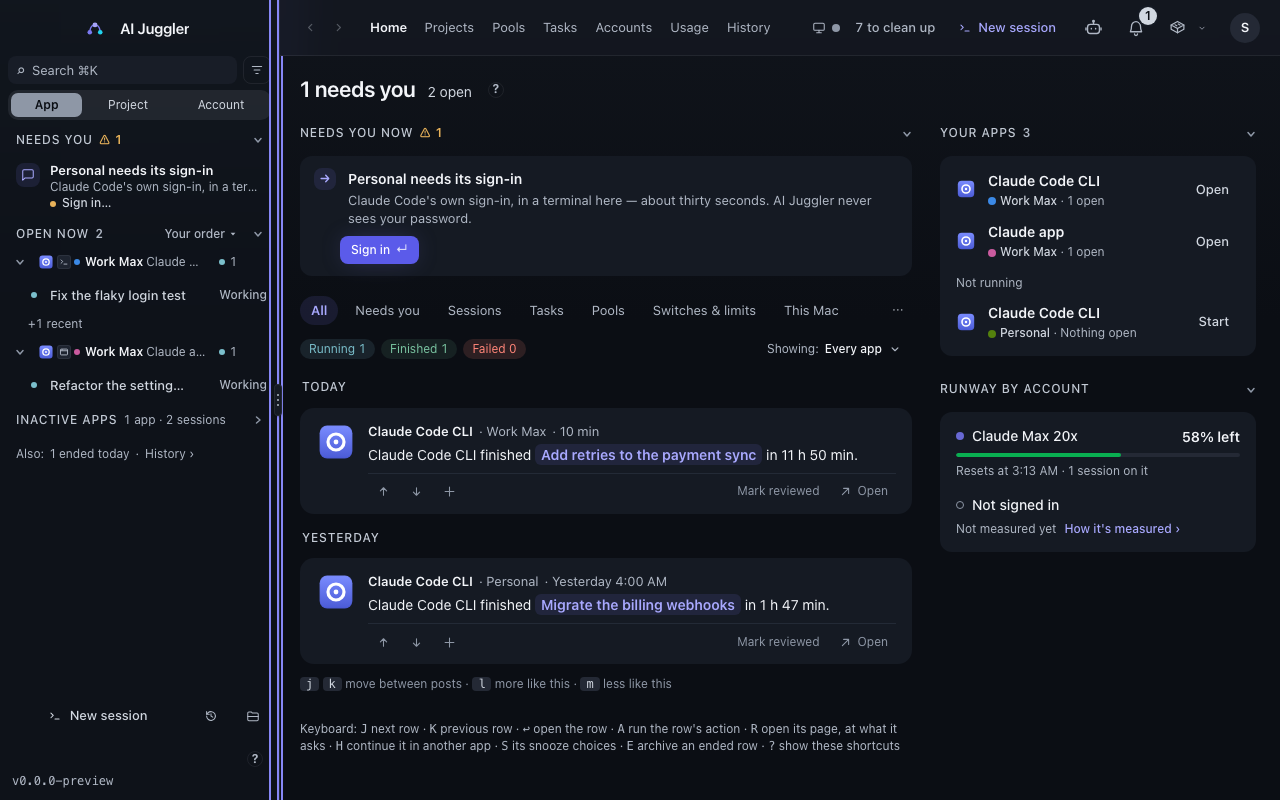 AI Juggler
Search ⌘K
App Project Account
NEEDS YOU 1
Personal needs its sign-in
Claude Code's own sign-in, in a ter...
Sign in...
OPEN NOW 2 Your order
Work Max Claude ... 1
Fix the flaky login test Working
+1 recent
Work Max Claude a... 1
Refactor the setting... Working
INACTIVE APPS 1 app · 2 sessions
Also: 1 ended today · History ›
New session
?
v0.0.0-preview
Home Projects Pools Tasks Accounts Usage History 7 to clean up New session 1 S
1 needs you 2 open ?
NEEDS YOU NOW 1
Personal needs its sign-in
Claude Code's own sign-in, in a terminal here — about thirty seconds. AI Juggler never
sees your password.
Sign in ↵
All Needs you Sessions Tasks Pools Switches & limits This Mac ...
Running 1 Finished 1 Failed 0 Showing: Every app
TODAY
Claude Code CLI · Work Max · 10 min
Claude Code CLI finished Add retries to the payment sync in 11 h 50 min.
↑ ↓ + Mark reviewed ↗ Open
YESTERDAY
Claude Code CLI · Personal · Yesterday 4:00 AM
Claude Code CLI finished Migrate the billing webhooks in 1 h 47 min.
↑ ↓ + Mark reviewed ↗ Open
j k move between posts · l more like this · m less like this
Keyboard: J next row · K previous row · ↩ open the row · A run the row's action · R open its page, at what it
asks · H continue it in another app · S its snooze choices · E archive an ended row · ? show these shortcuts
YOUR APPS 3
Claude Code CLI Open
Work Max · 1 open
Claude app Open
Work Max · 1 open
Not running
Claude Code CLI Start
Personal · Nothing open
RUNWAY BY ACCOUNT
Claude Max 20x 58% left
Resets at 3:13 AM · 1 session on it
Not signed in
Not measured yet How it's measured ›